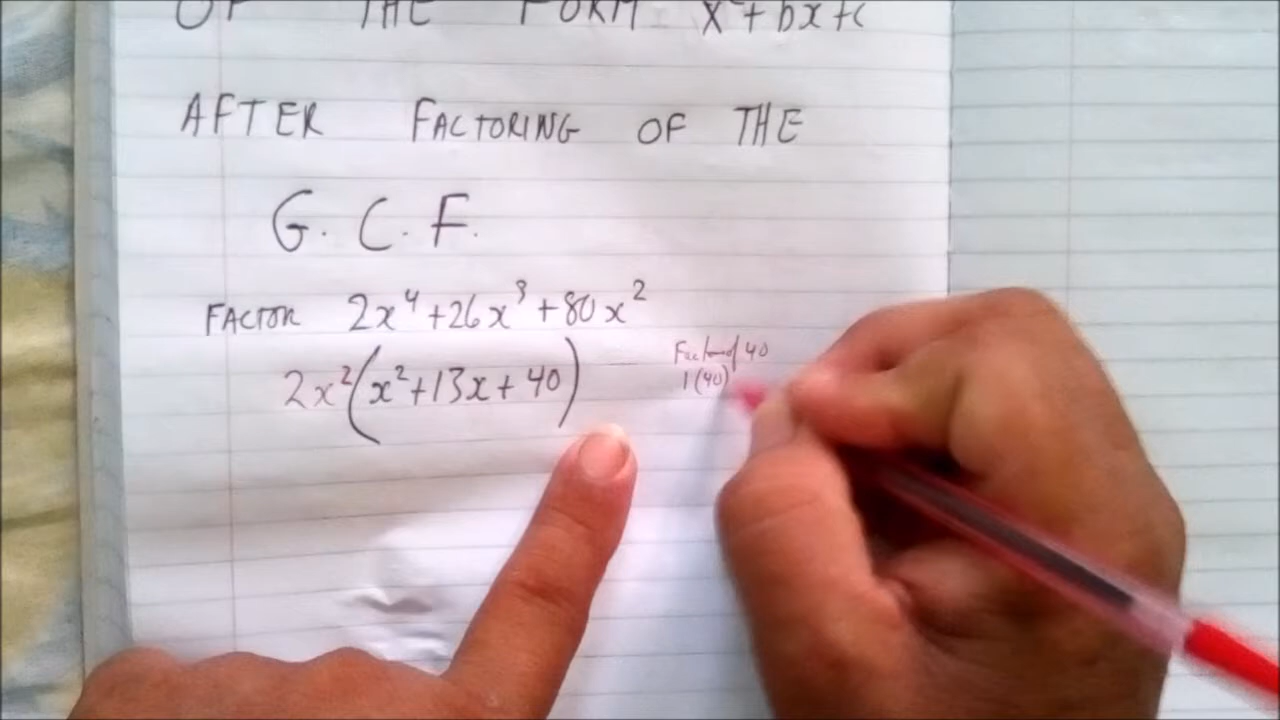 OF THE FORM x²+bx+c
AFTER FACTORING OF THE
G.C.F.
FACTOR 2x⁴+26x³+80x²
2x²(x²+13x+40)
Factor of 40
1(40)